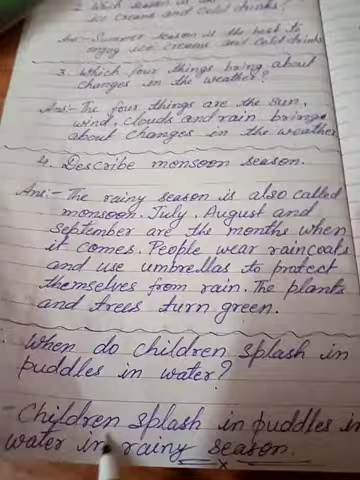 2. Which season is
ice creams and cold drinks?
Ans- Summer season is the best to
enjoy ice creams and cold drinks
3. Which four things bring about
changes in the weather?
Ans:- The four things are the sun,
wind, clouds and rain brings
about changes in the weather
4. Describe monsoon season.
Ans:- The rainy season is also called
monsoon. July, August and
september are the months when
it comes. People wear raincoats
and use umbrellas to protect
themselves from rain. The plants
and trees turn green.
When do children splash in
puddles in water?
- Children splash in puddles in
water in rainy season.